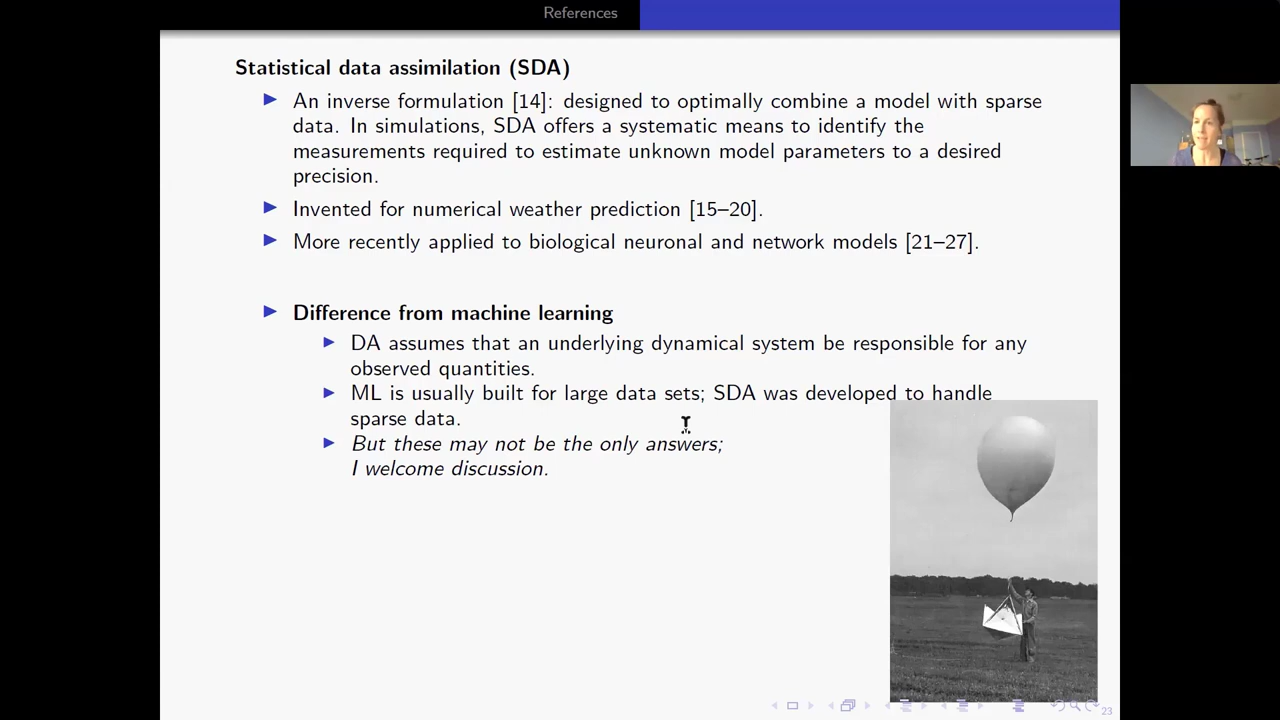 References
Statistical data assimilation (SDA)
An inverse formulation [14]: designed to optimally combine a model with sparse
data. In simulations, SDA offers a systematic means to identify the
measurements required to estimate unknown model parameters to a desired
precision.
Invented for numerical weather prediction [15–20].
More recently applied to biological neuronal and network models [21–27].
Difference from machine learning
DA assumes that an underlying dynamical system be responsible for any
observed quantities.
ML is usually built for large data sets; SDA was developed to handle
sparse data.
But these may not be the only answers;
I welcome discussion.
23